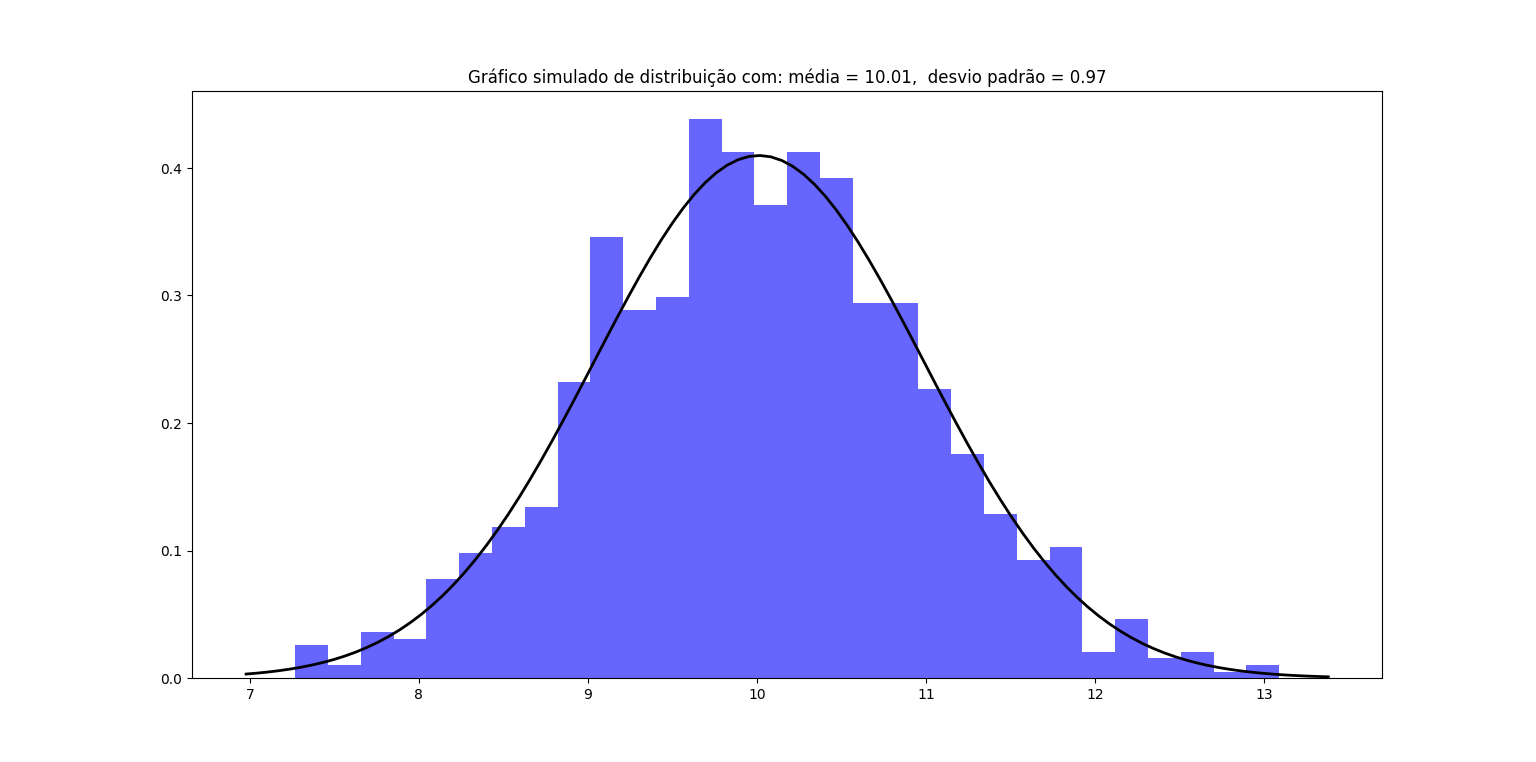 Gráfico simulado de distribuição com: média = 10.01,  desvio padrão = 0.97
0.4
0.3
0.2
0.1
0.0
7 8 9 10 11 12 13